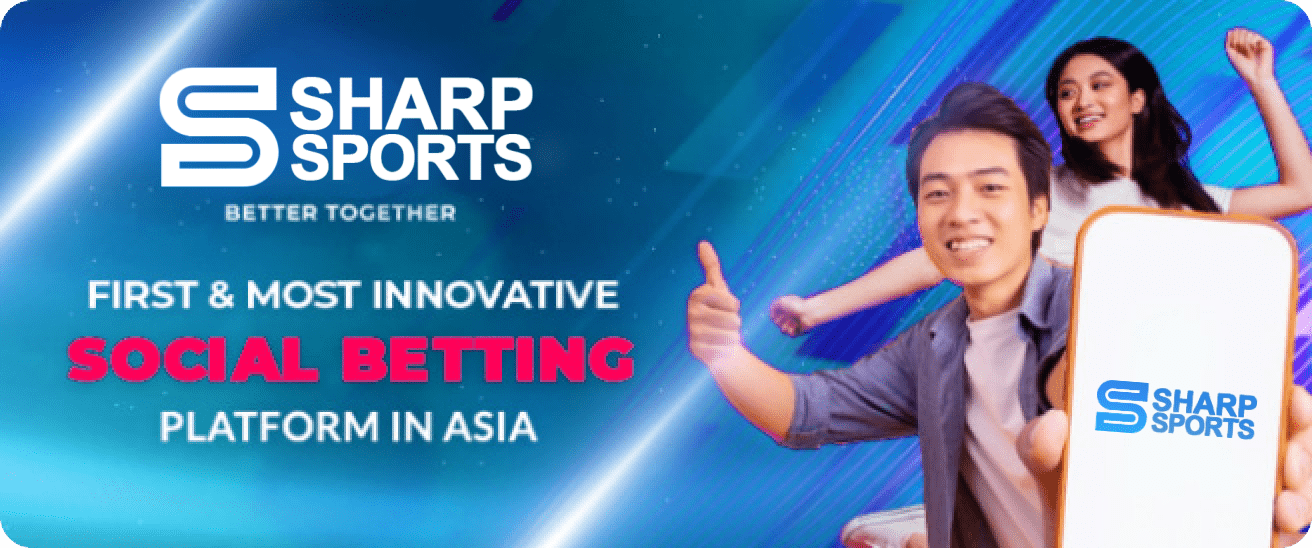 SHARP
SPORTS
BETTER TOGETHER
FIRST & MOST INNOVATIVE
SOCIAL BETTING
PLATFORM IN ASIA
SHARP
SPORTS